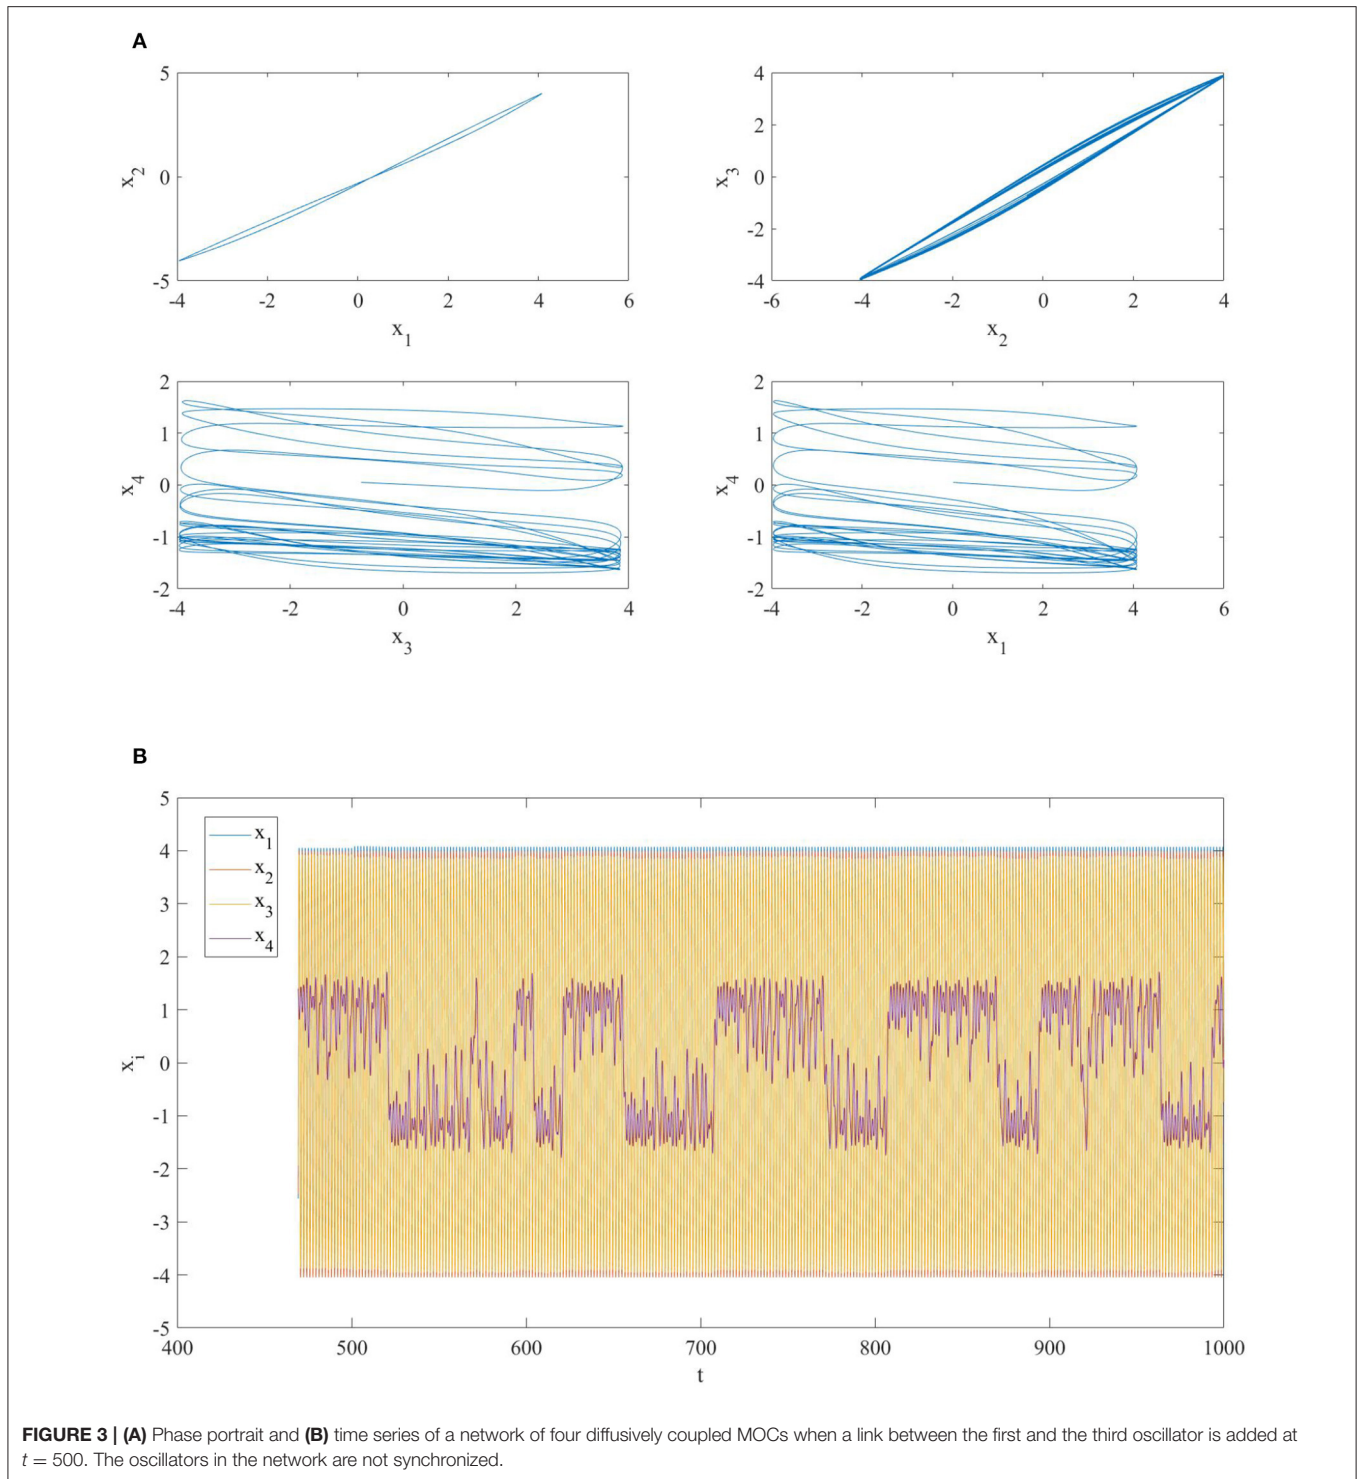 A
5
0
-5
x2
-4 -2 0 2 4 6
x1
4
2
0
-2
-4
x3
-6 -4 -2 0 2 4
x2
2
1
0
-1
-2
x4
-4 -2 0 2 4
x3
2
1
0
-1
-2
x4
-4 -2 0 2 4 6
x1
B
5
4
3
2
1
0
-1
-2
-3
-4
-5
xi
x1
x2
x3
x4
400 500 600 700 800 900 1000
t
FIGURE 3 | (A) Phase portrait and (B) time series of a network of four diffusively coupled MOCs when a link between the first and the third oscillator is added at
t = 500. The oscillators in the network are not synchronized.